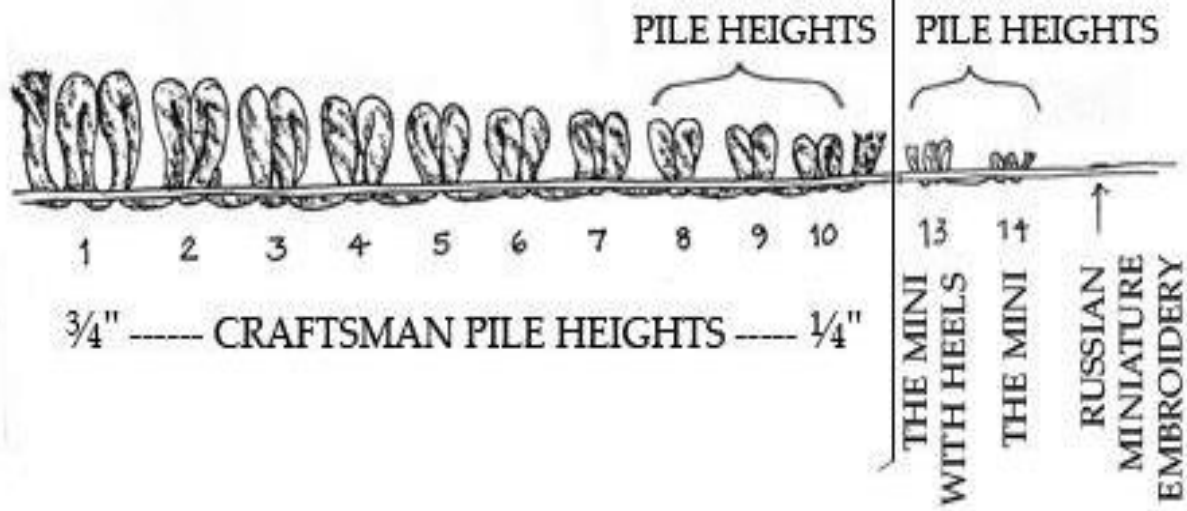 PILE HEIGHTS
PILE HEIGHTS
1 2 3 4 5 6 7 8 9 10 13 14
3/4" ------ CRAFTSMAN PILE HEIGHTS ----- 1/4"
THE MINI
WITH HEELS
THE MINI
RUSSIAN
MINIATURE
EMBROIDERY